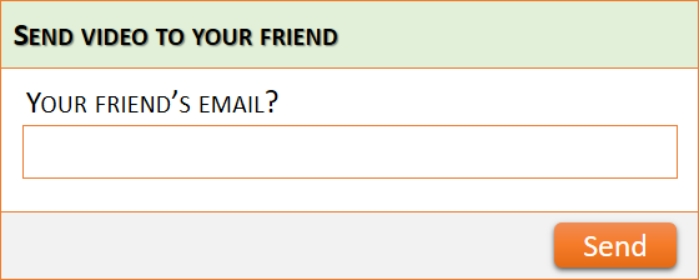 SEND VIDEO TO YOUR FRIEND
YOUR FRIEND'S EMAIL?
Send